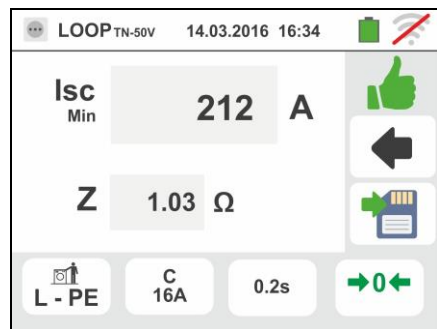 LOOP TN-50V 14.03.2016 16:34
Isc 212 A
Min
Z 1.03 Ω
L - PE
C
16A
0.2s
→0←